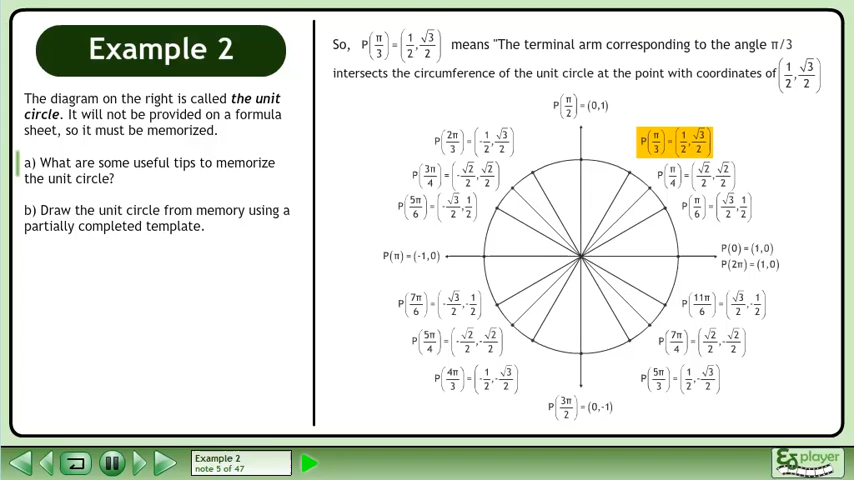 Example 2
The diagram on the right is called the unit
circle. It will not be provided on a formula
sheet, so it must be memorized.
a) What are some useful tips to memorize
the unit circle?
b) Draw the unit circle from memory using a
partially completed template.
So, P(π/3) = (1/2, √3/2) means "The terminal arm corresponding to the angle π/3
intersects the circumference of the unit circle at the point with coordinates of (1/2, √3/2)
P(π/2) = (0,1)
P(2π/3) = (-1/2, √3/2)
P(π/3) = (1/2, √3/2)
P(3π/4) = (-√2/2, √2/2)
P(π/4) = (√2/2, √2/2)
P(5π/6) = (-√3/2, 1/2)
P(π/6) = (√3/2, 1/2)
P(π) = (-1,0)
P(0) = (1,0)
P(2π) = (1,0)
P(7π/6) = (-√3/2, -1/2)
P(11π/6) = (√3/2, -1/2)
P(5π/4) = (-√2/2, -√2/2)
P(7π/4) = (√2/2, -√2/2)
P(4π/3) = (-1/2, -√3/2)
P(5π/3) = (1/2, -√3/2)
P(3π/2) = (0,-1)
Example 2
note 5 of 47
player